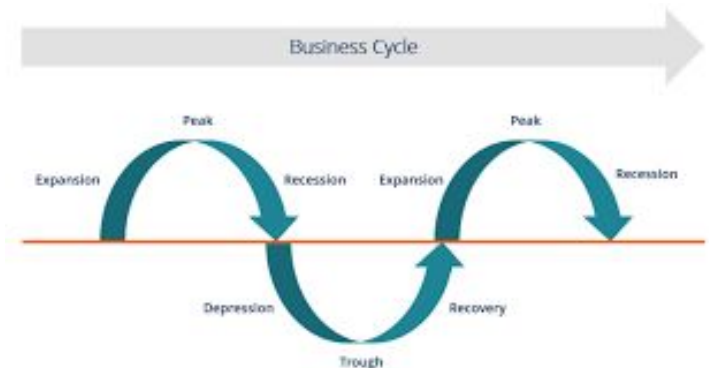 Business Cycle
Peak
Peak
Expansion
Recession
Expansion
Recession
Depression
Recovery
Trough